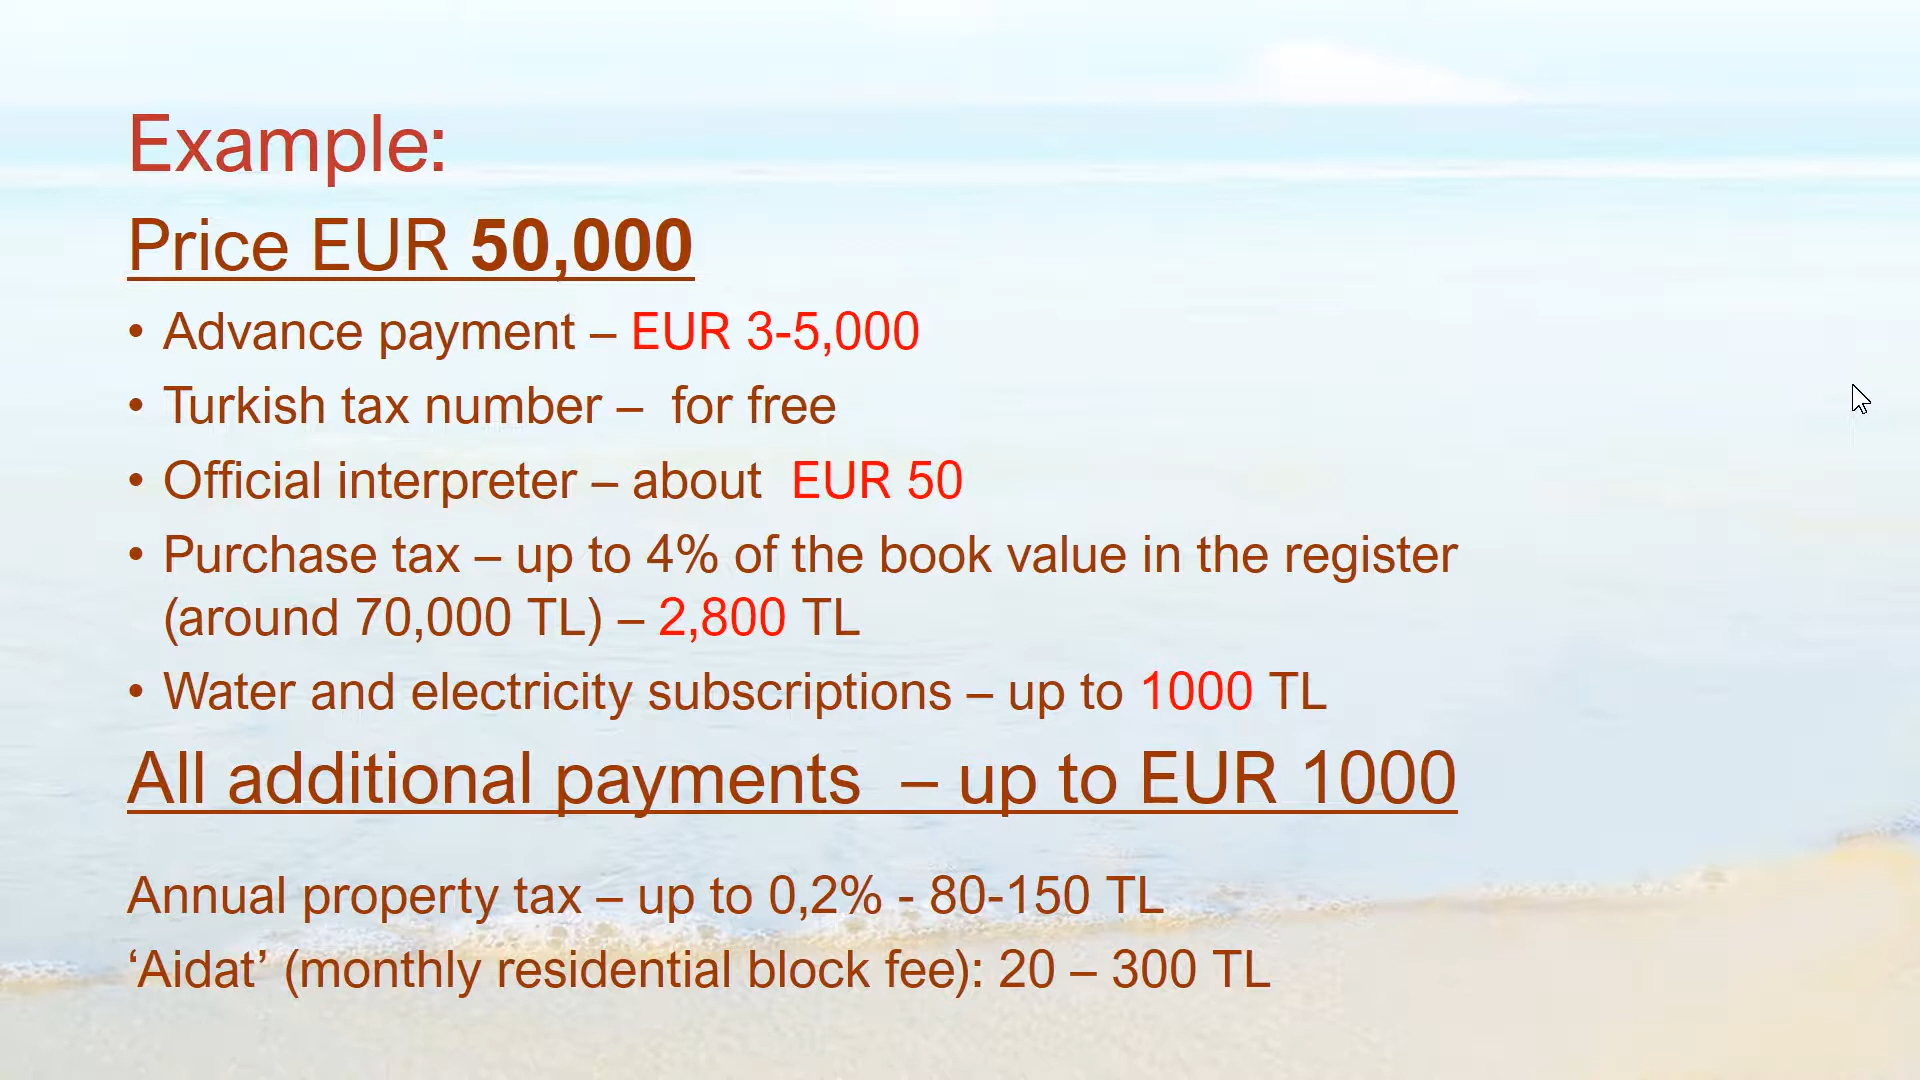 Example:
Price EUR 50,000
• Advance payment – EUR 3-5,000
• Turkish tax number –  for free
• Official interpreter – about  EUR 50
• Purchase tax – up to 4% of the book value in the register
(around 70,000 TL) – 2,800 TL
• Water and electricity subscriptions – up to 1000 TL
All additional payments  – up to EUR 1000
Annual property tax – up to 0,2% - 80-150 TL
‘Aidat’ (monthly residential block fee): 20 – 300 TL